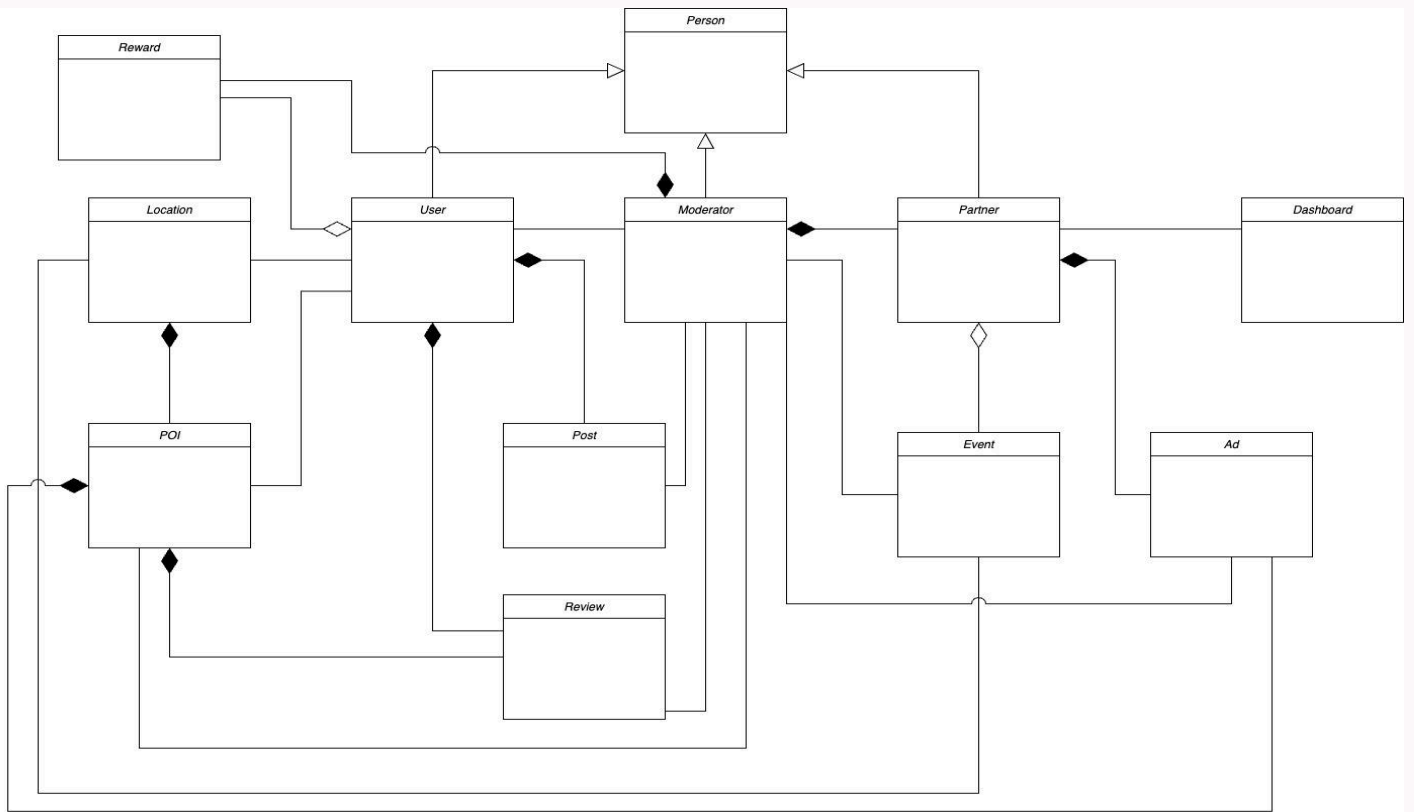 Person
Reward
Location
User
Moderator
Partner
Dashboard
POI
Post
Event
Ad
Review